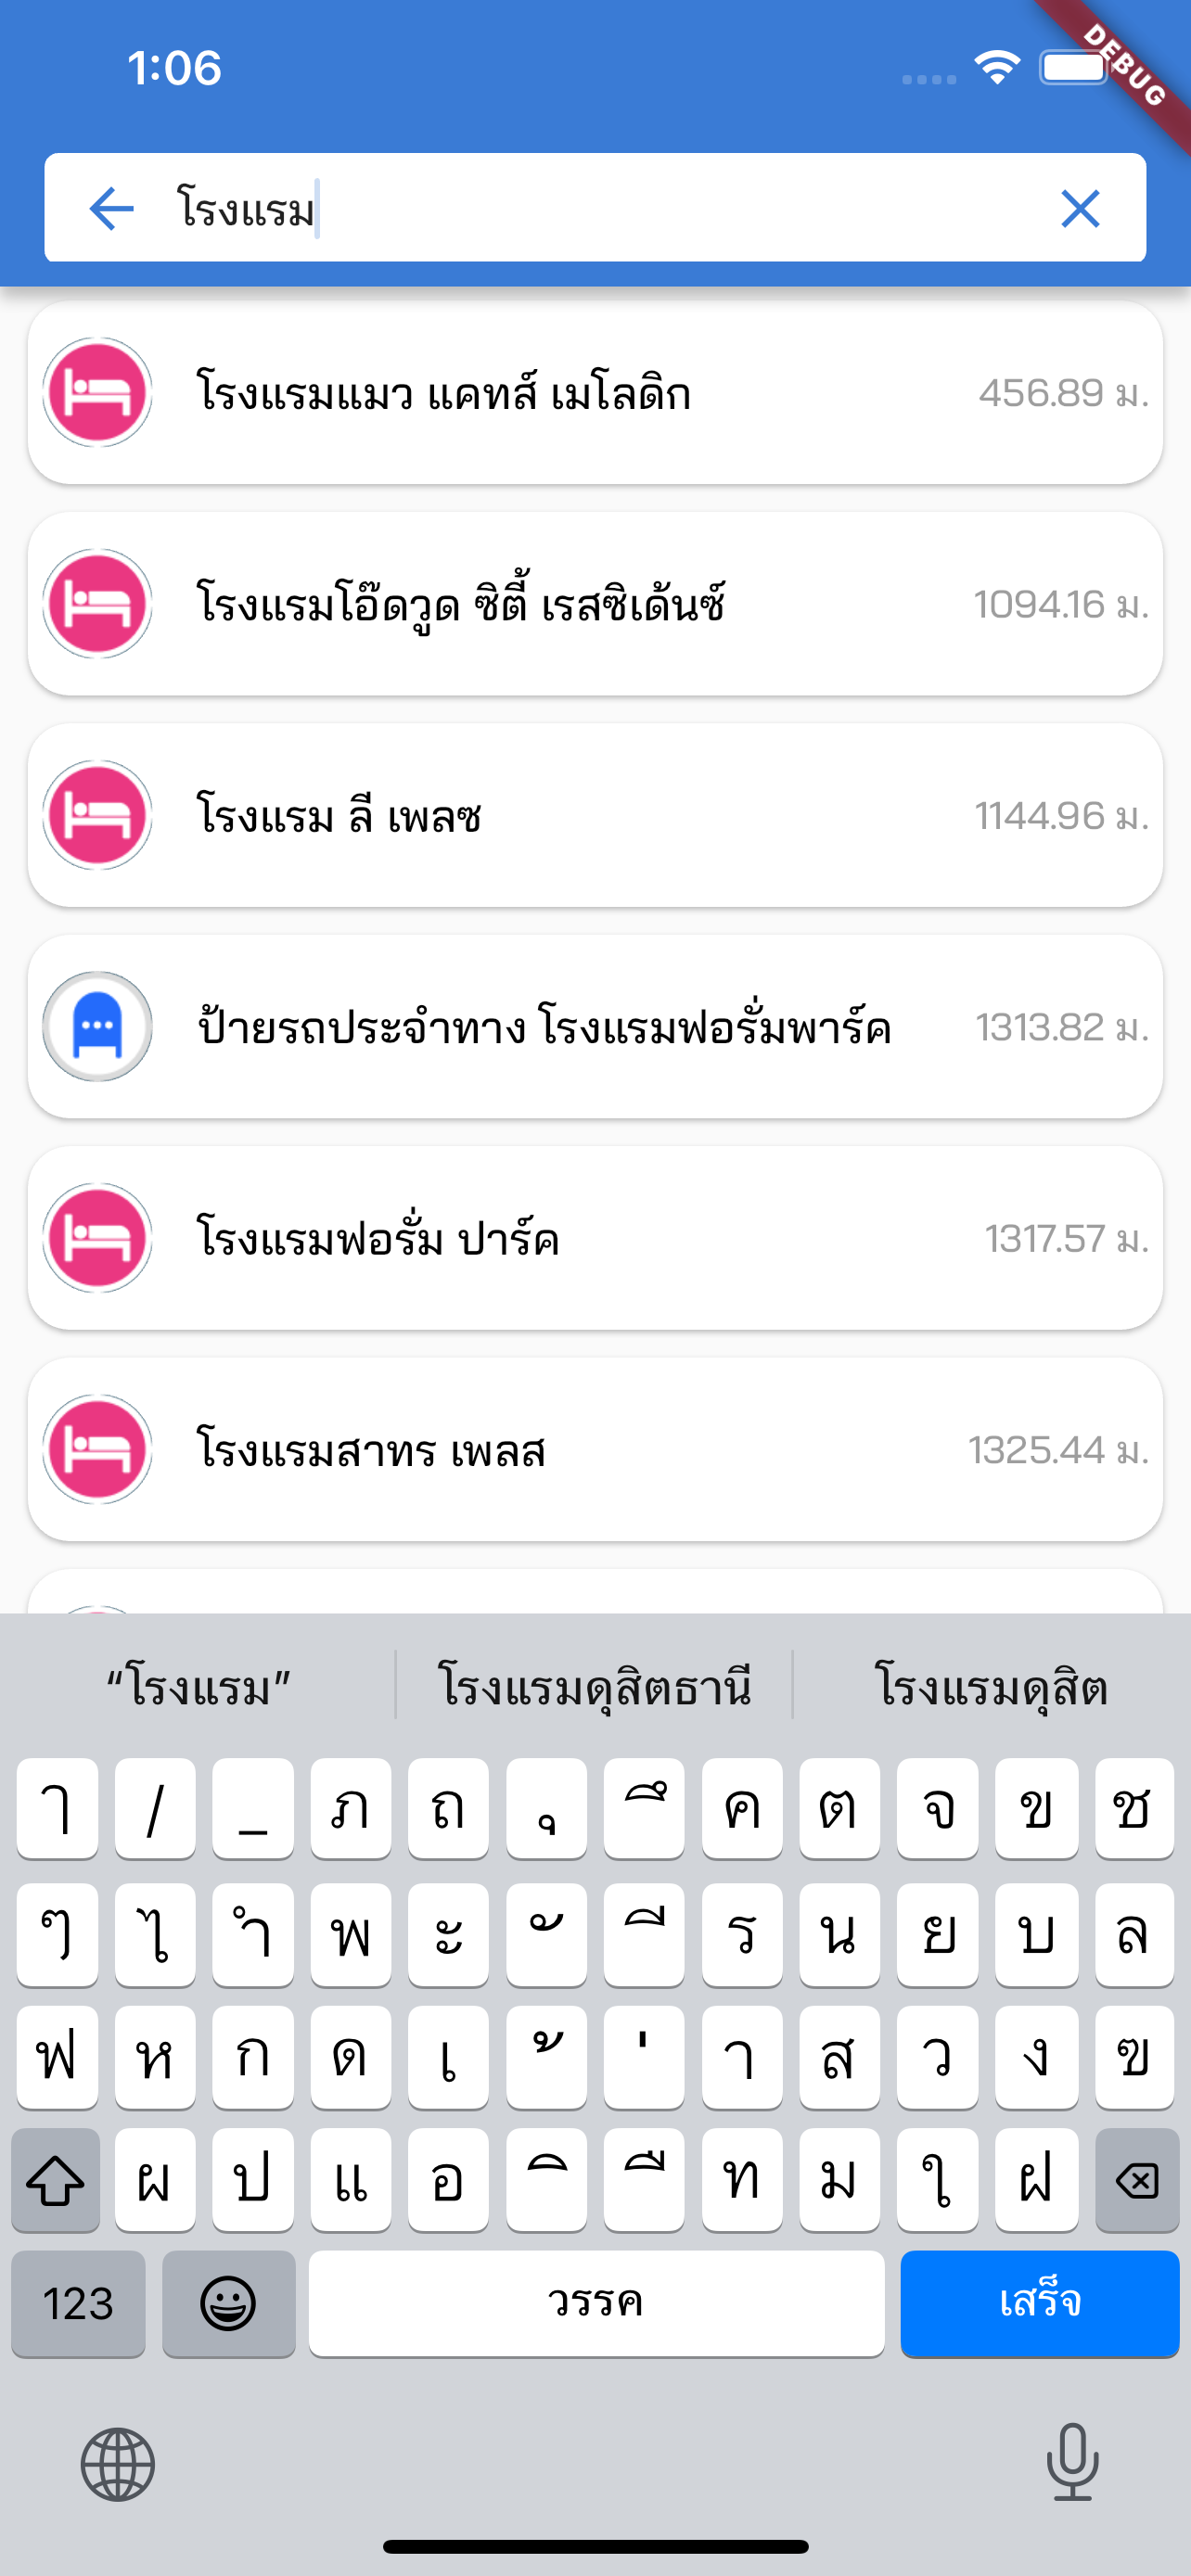 1:06
DEBUG
โรงแรม
โรงแรมแมว แคทส์ เมโลดิก 456.89 ม.
โรงแรมโอ๊ดวูด ซิตี้ เรสซิเด้นซ์ 1094.16 ม.
โรงแรม ลี เพลซ 1144.96 ม.
ป้ายรถประจำทาง โรงแรมฟอรั่มพาร์ค 1313.82 ม.
โรงแรมฟอรั่ม ปาร์ค 1317.57 ม.
โรงแรมสาทร เพลส 1325.44 ม.
“โรงแรม” โรงแรมดุสิตธานี โรงแรมดุสิต
ๅ / _ ภ ถ ุ ึ ค ต จ ข ช
ๆ ไ ำ พ ะ ั ี ร น ย บ ล
ฟ ห ก ด เ ้ ่ า ส ว ง ฃ
ผ ป แ อ ิ ื ท ม ใ ฝ
123 วรรค เสร็จ